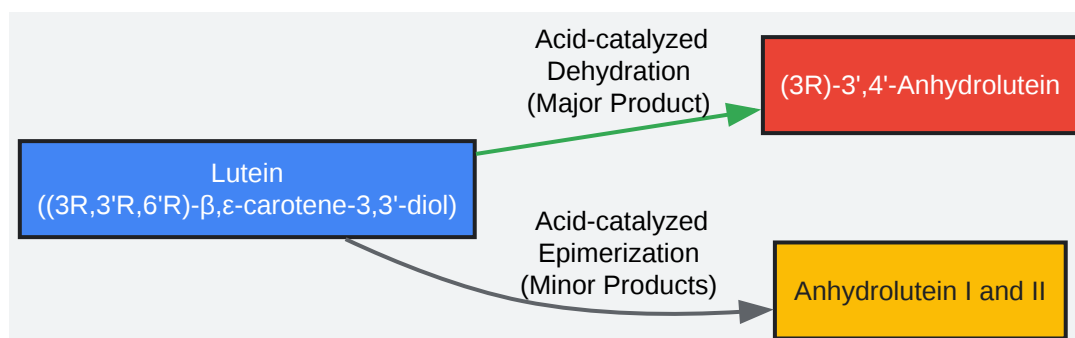 Acid-catalyzed
Dehydration
(Major Product)
(3R)-3',4'-Anhydrolutein
Lutein
((3R,3'R,6'R)-β,ε-carotene-3,3'-diol)
Acid-catalyzed
Epimerization
(Minor Products)
Anhydrolutein I and II